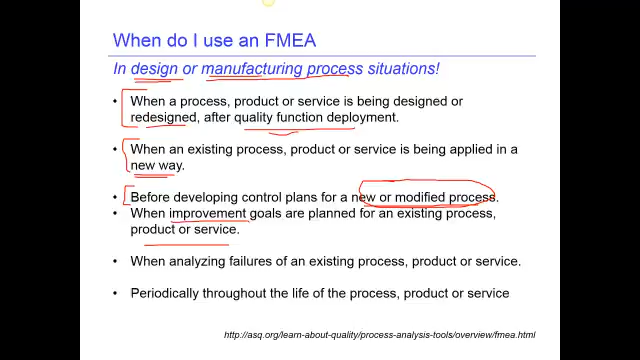 When do I use an FMEA
In design or manufacturing process situations!
• When a process, product or service is being designed or
redesigned, after quality function deployment.
• When an existing process, product or service is being applied in a
new way.
• Before developing control plans for a new or modified process.
• When improvement goals are planned for an existing process,
product or service.
• When analyzing failures of an existing process, product or service.
• Periodically throughout the life of the process, product or service
http://asq.org/learn-about-quality/process-analysis-tools/overview/fmea.html